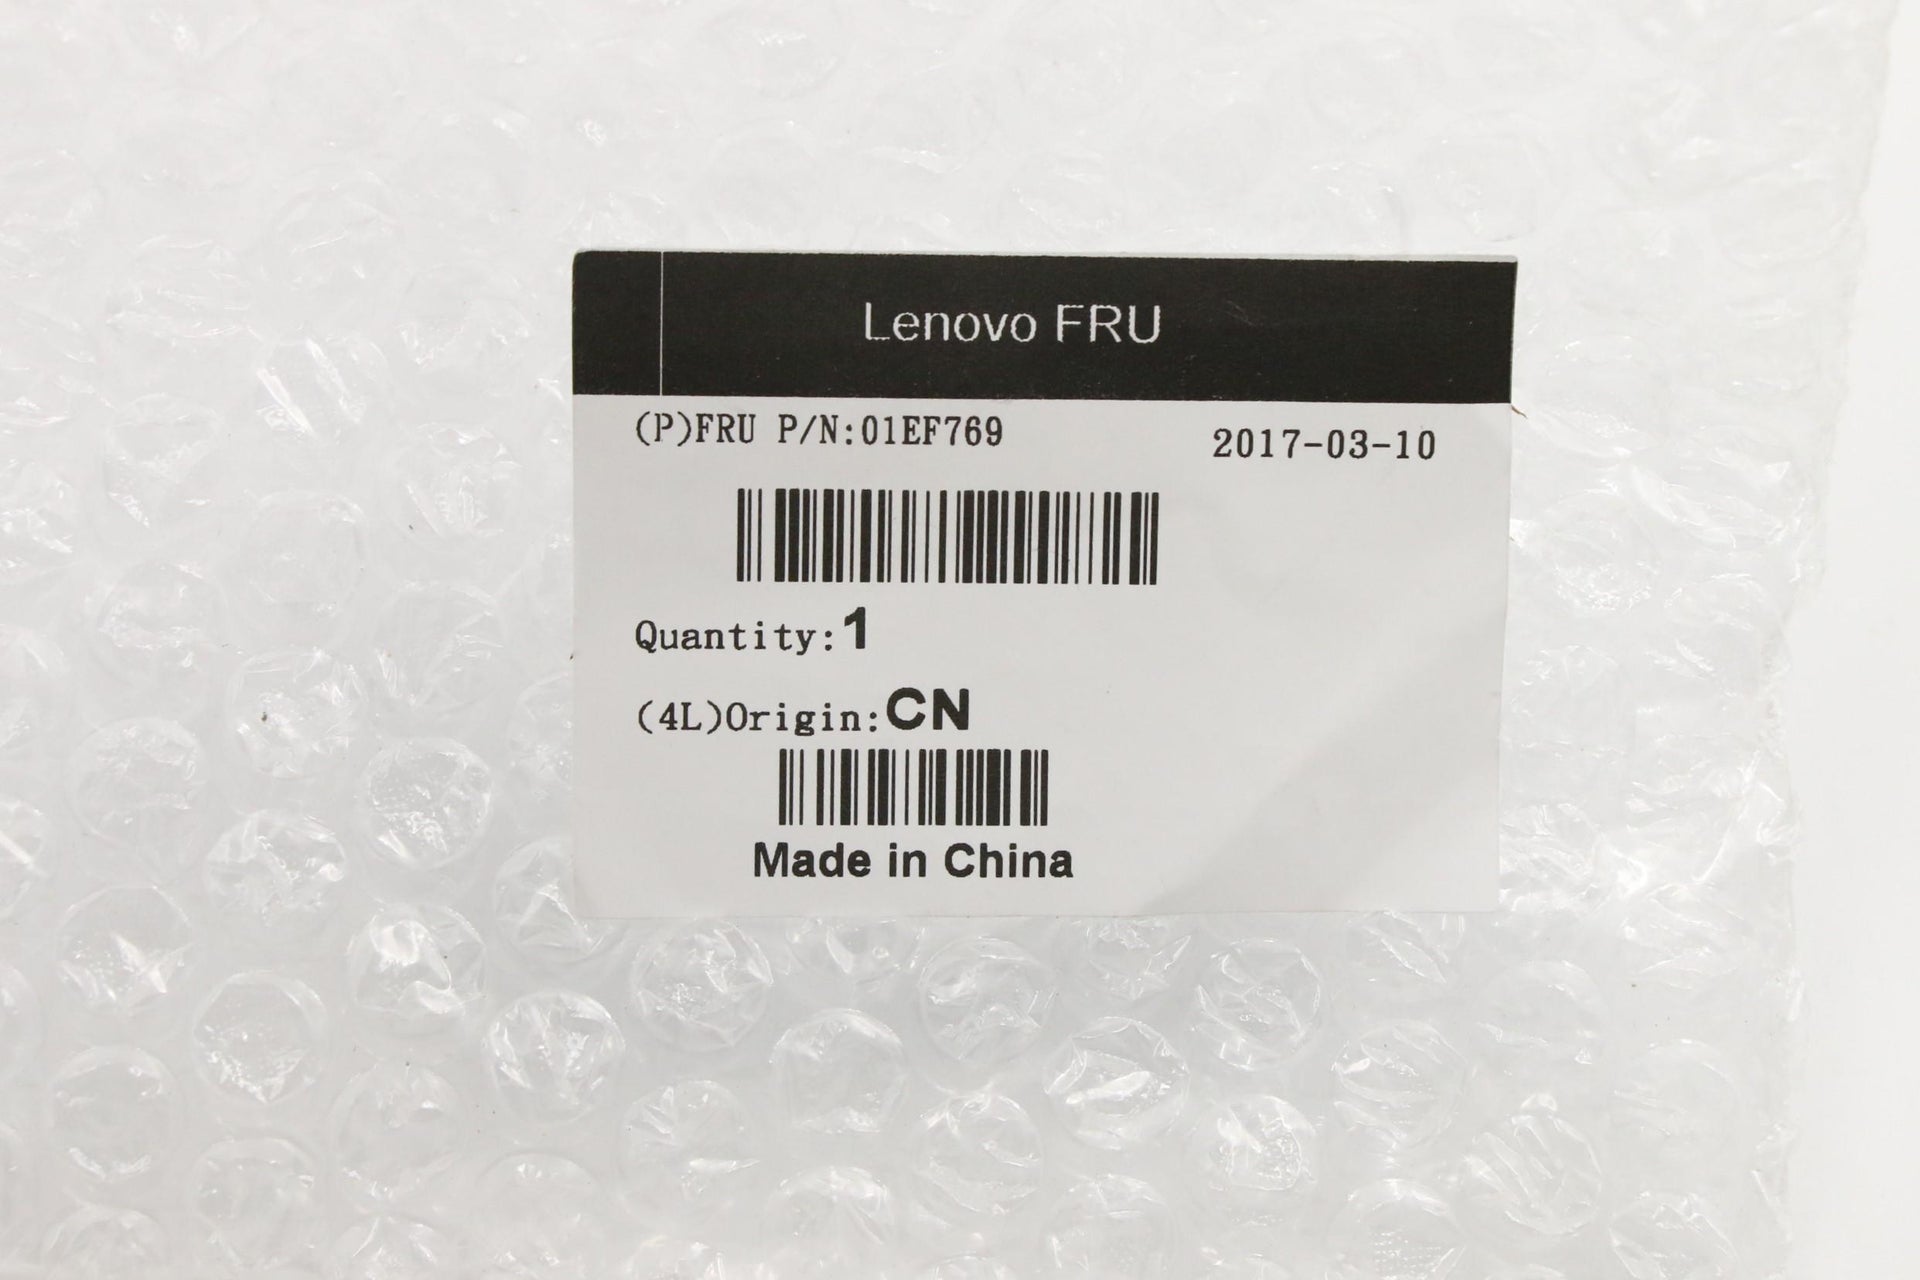 Lenovo FRU
(P)FRU P/N:01EF769 2017-03-10
Quantity:1
(4L)Origin:CN
Made in China